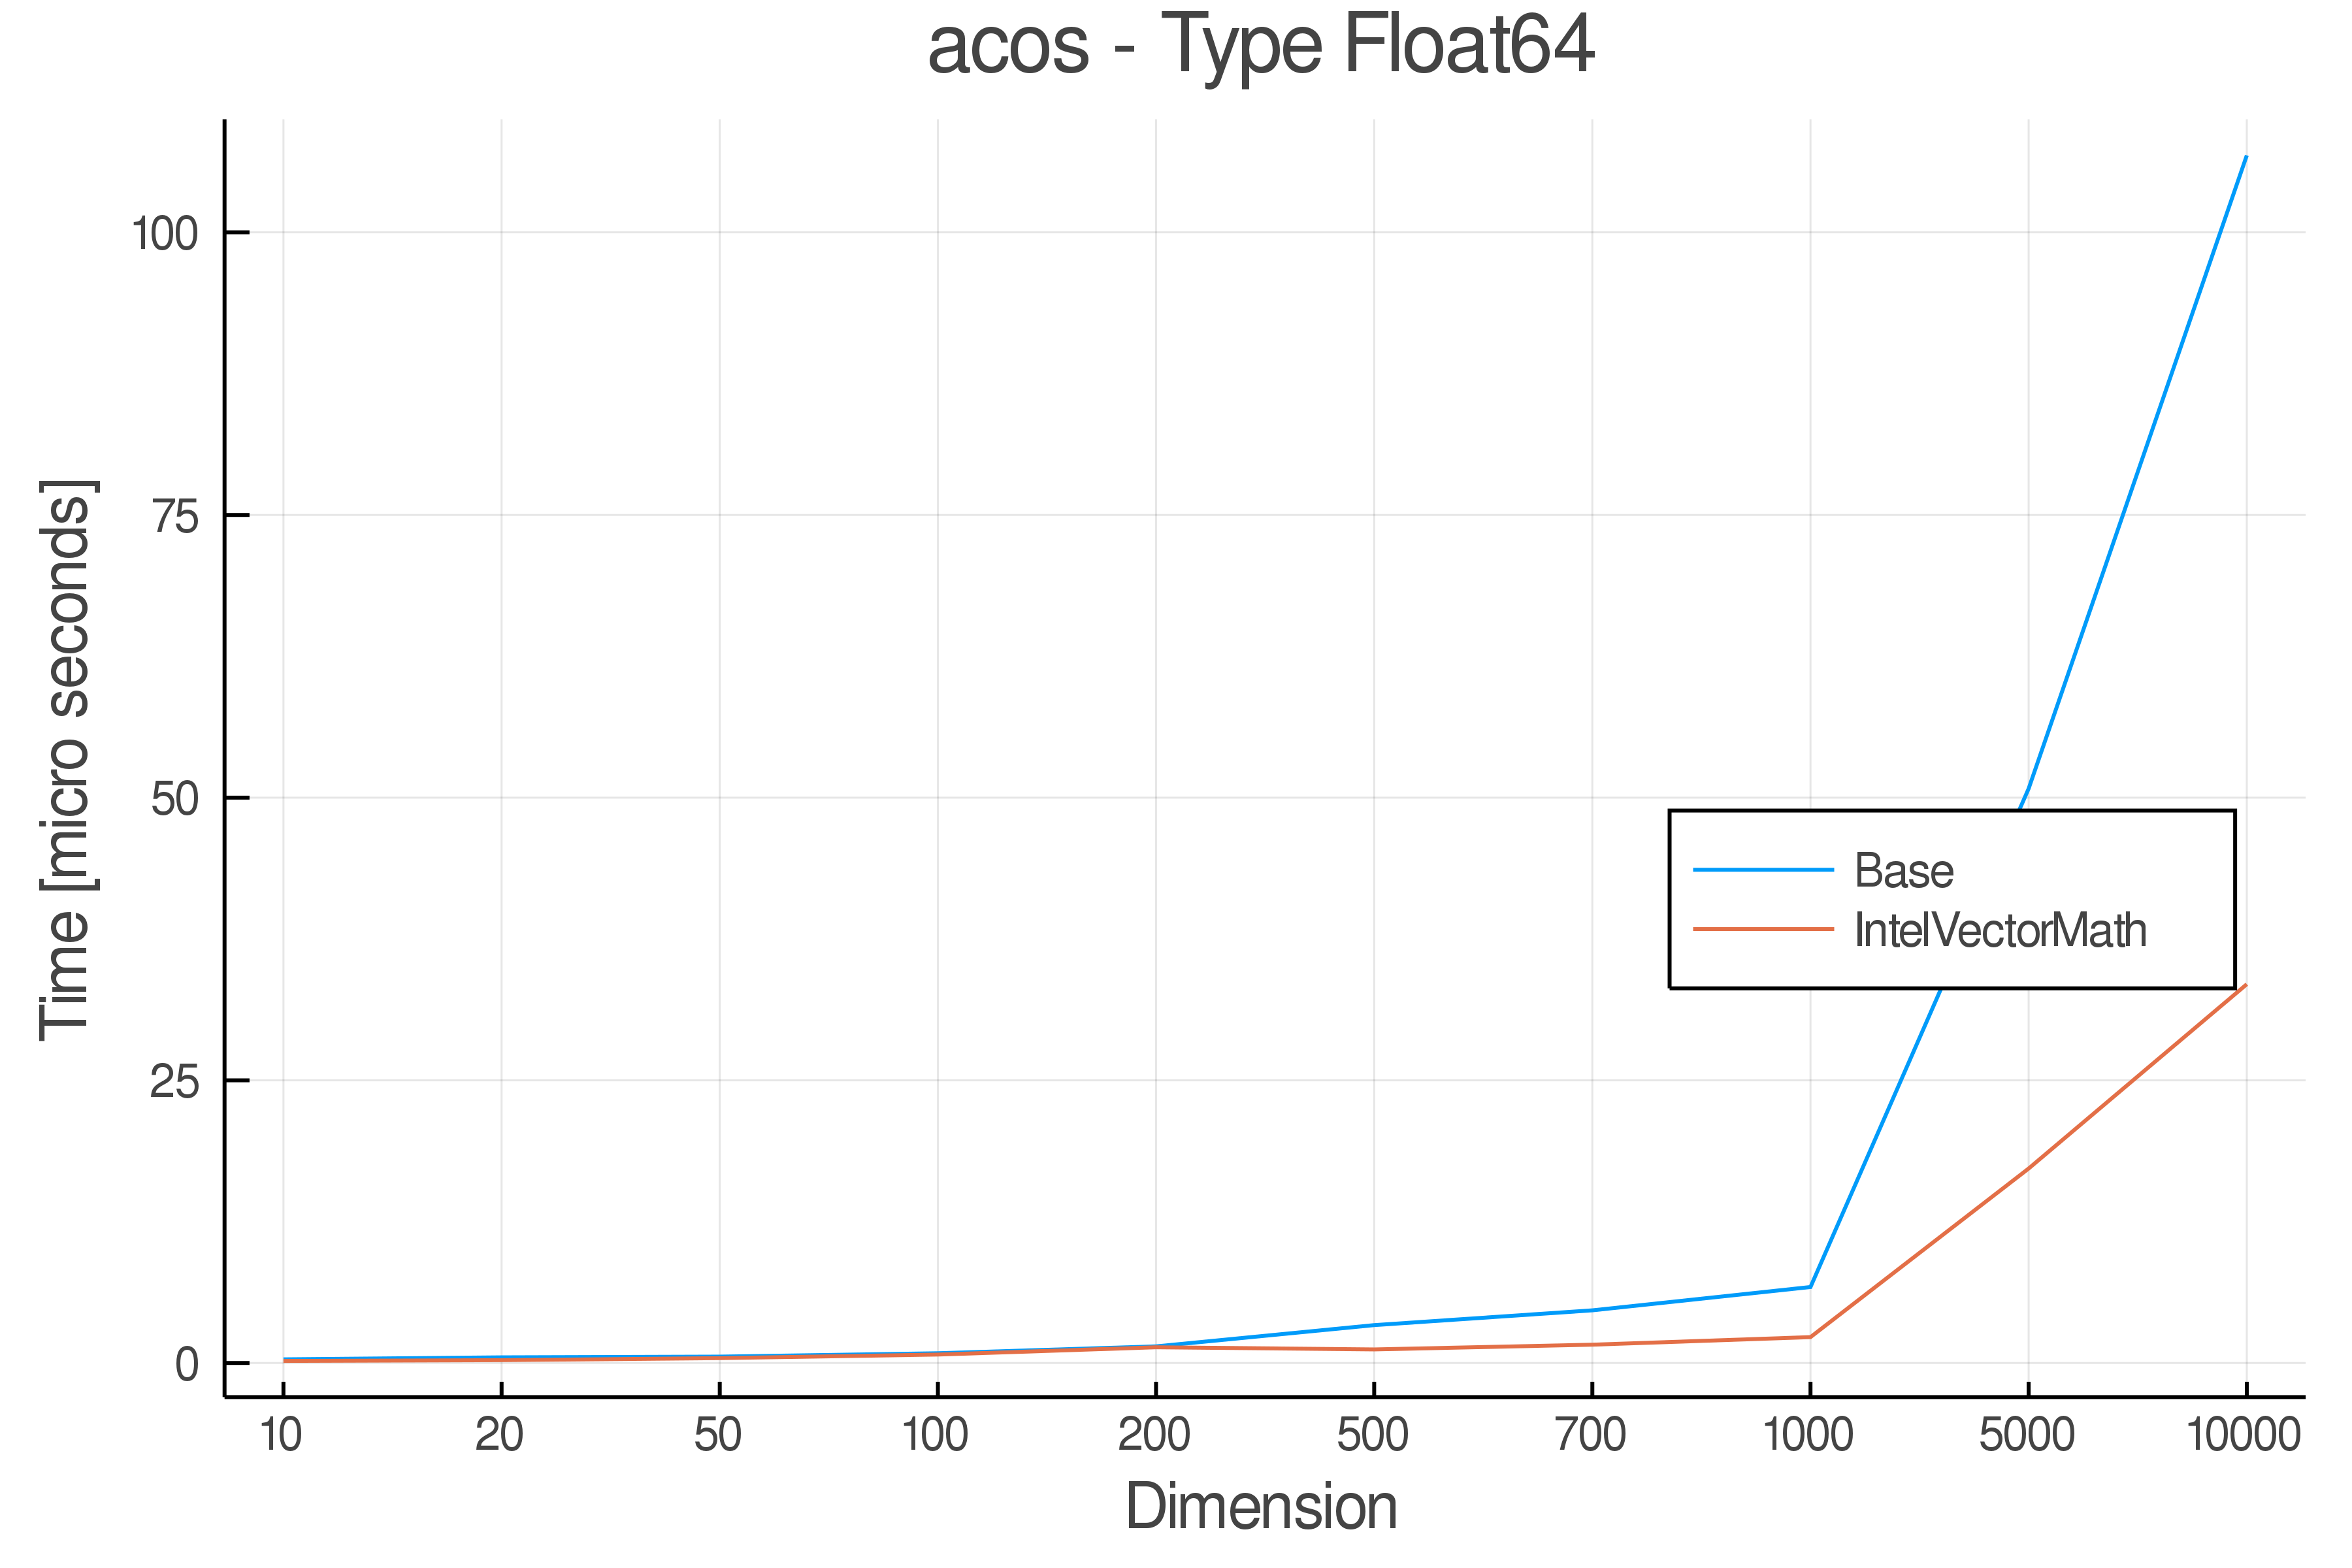 acos - Type Float64
Time [micro seconds]
100
75
50
25
0
Base
IntelVectorMath
10 20 50 100 200 500 700 1000 5000 10000
Dimension